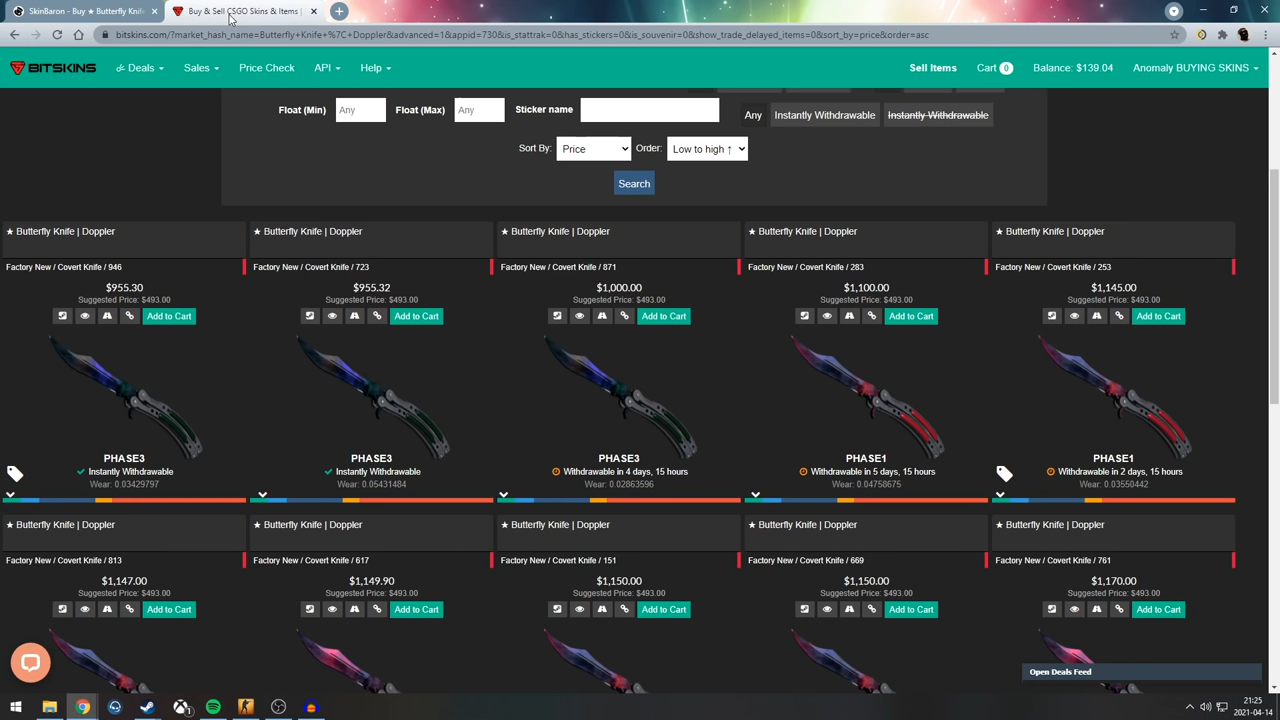 SkinBaron - Buy ★ Butterfly Knife
Buy & Sell CSGO Skins & Items |
bitskins.com/?market_hash_name=Butterfly+Knife+%7C+Doppler&advanced=1&appid=730&is_stattrak=0&has_stickers=0&is_souvenir=0&show_trade_delayed_items=0&sort_by=price&order=asc
BITSKINS Deals Sales Price Check API Help Sell Items Cart 0 Balance: $139.04 Anomaly BUYING SKINS
Float (Min) Any Float (Max) Any Sticker name Any Instantly Withdrawable Instantly Withdrawable
Sort By: Price Order: Low to high ↑
Search
★ Butterfly Knife | Doppler ★ Butterfly Knife | Doppler ★ Butterfly Knife | Doppler ★ Butterfly Knife | Doppler ★ Butterfly Knife | Doppler
Factory New / Covert Knife / 946 Factory New / Covert Knife / 723 Factory New / Covert Knife / 871 Factory New / Covert Knife / 283 Factory New / Covert Knife / 253
$955.30 $955.32 $1,000.00 $1,100.00 $1,145.00
Suggested Price: $493.00 Suggested Price: $493.00 Suggested Price: $493.00 Suggested Price: $493.00 Suggested Price: $493.00
Add to Cart Add to Cart Add to Cart Add to Cart Add to Cart
PHASE3 PHASE3 PHASE3 PHASE1 PHASE1
Instantly Withdrawable Instantly Withdrawable Withdrawable in 4 days, 15 hours Withdrawable in 5 days, 15 hours Withdrawable in 2 days, 15 hours
Wear: 0.03429797 Wear: 0.05431484 Wear: 0.02863596 Wear: 0.04758675 Wear: 0.03550442
★ Butterfly Knife | Doppler ★ Butterfly Knife | Doppler ★ Butterfly Knife | Doppler ★ Butterfly Knife | Doppler ★ Butterfly Knife | Doppler
Factory New / Covert Knife / 813 Factory New / Covert Knife / 617 Factory New / Covert Knife / 151 Factory New / Covert Knife / 669 Factory New / Covert Knife / 761
$1,147.00 $1,149.90 $1,150.00 $1,150.00 $1,170.00
Suggested Price: $493.00 Suggested Price: $493.00 Suggested Price: $493.00 Suggested Price: $493.00 Suggested Price: $493.00
Add to Cart Add to Cart Add to Cart Add to Cart Add to Cart
Open Deals Feed
21:25
2021-04-14